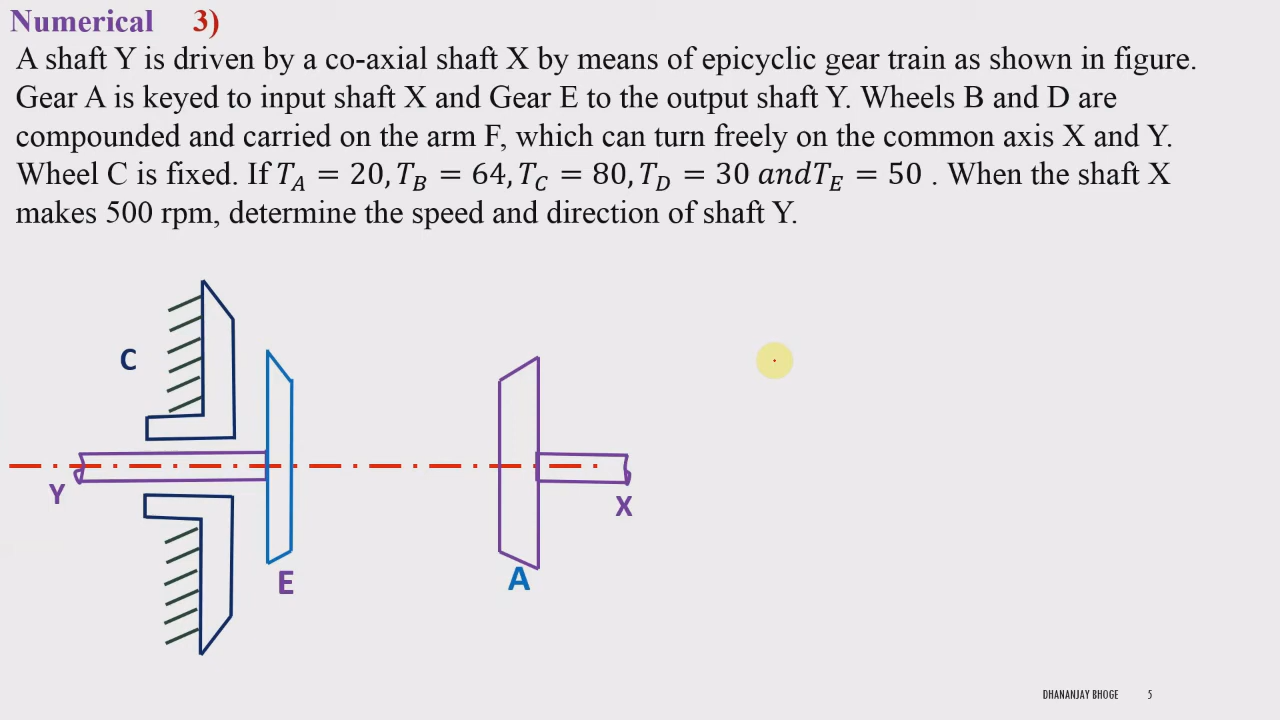 Numerical 3)
A shaft Y is driven by a co-axial shaft X by means of epicyclic gear train as shown in figure.
Gear A is keyed to input shaft X and Gear E to the output shaft Y. Wheels B and D are
compounded and carried on the arm F, which can turn freely on the common axis X and Y.
Wheel C is fixed. If T_A = 20, T_B = 64, T_C = 80, T_D = 30 andT_E = 50 . When the shaft X
makes 500 rpm, determine the speed and direction of shaft Y.
C
Y
X
E
A
DHANANJAY BHOGE 5